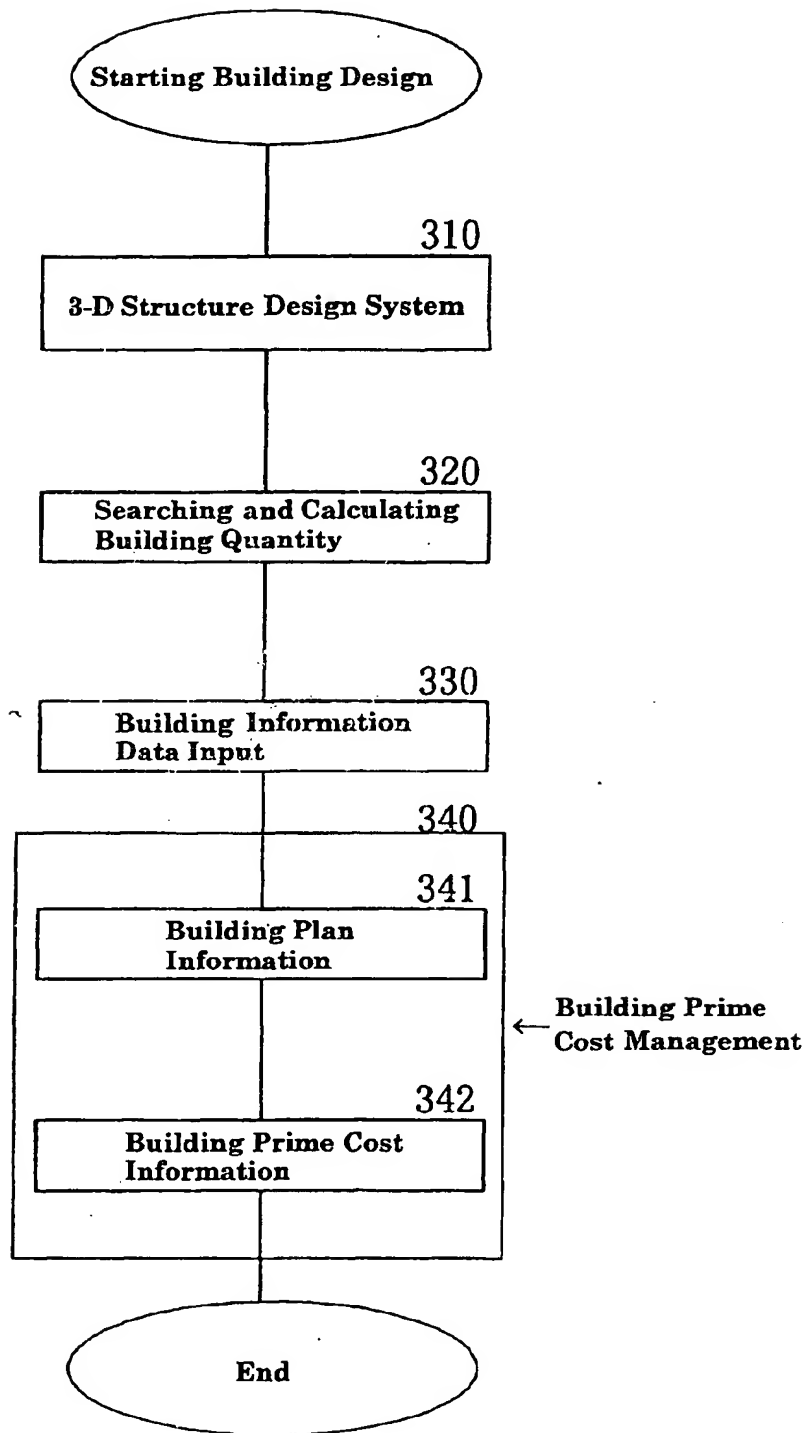 Starting Building Design
310
3-D Structure Design System
320
Searching and Calculating
Building Quantity
330
Building Information
Data Input
340
341
Building Plan
Information
Building Prime
Cost Management
342
Building Prime Cost
Information
End